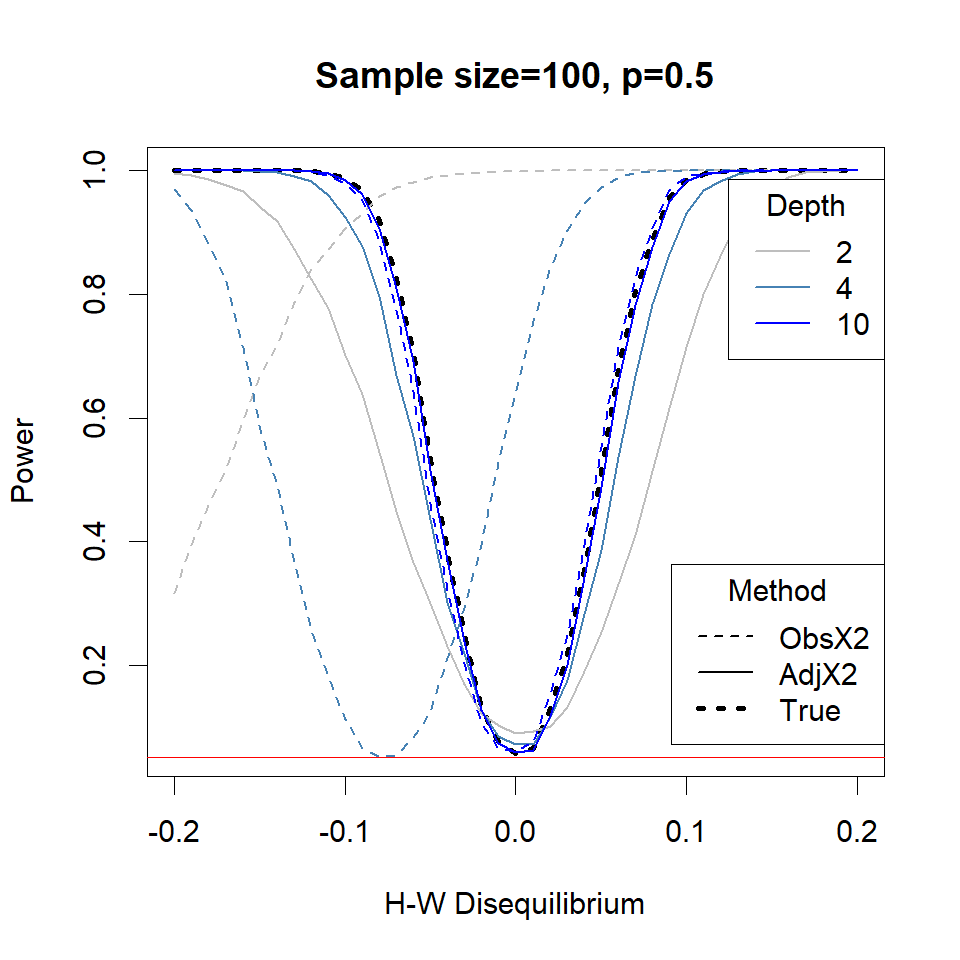 Sample size=100, p=0.5
Power
1.0
0.8
0.6
0.4
0.2
Depth
2
4
10
Method
ObsX2
AdjX2
True
-0.2 -0.1 0.0 0.1 0.2
H-W Disequilibrium